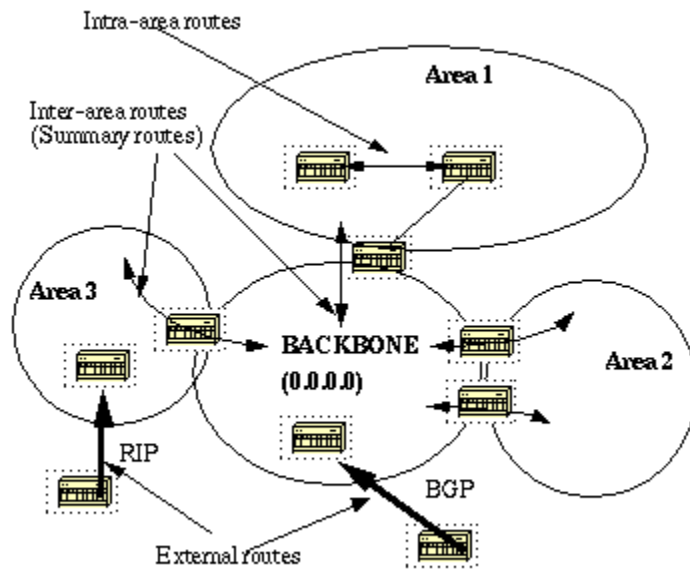 Intra-area routes
Area 1
Inter-area routes
(Summary routes)
Area 3
BACKBONE
(0.0.0.0)
Area 2
RIP
BGP
External routes